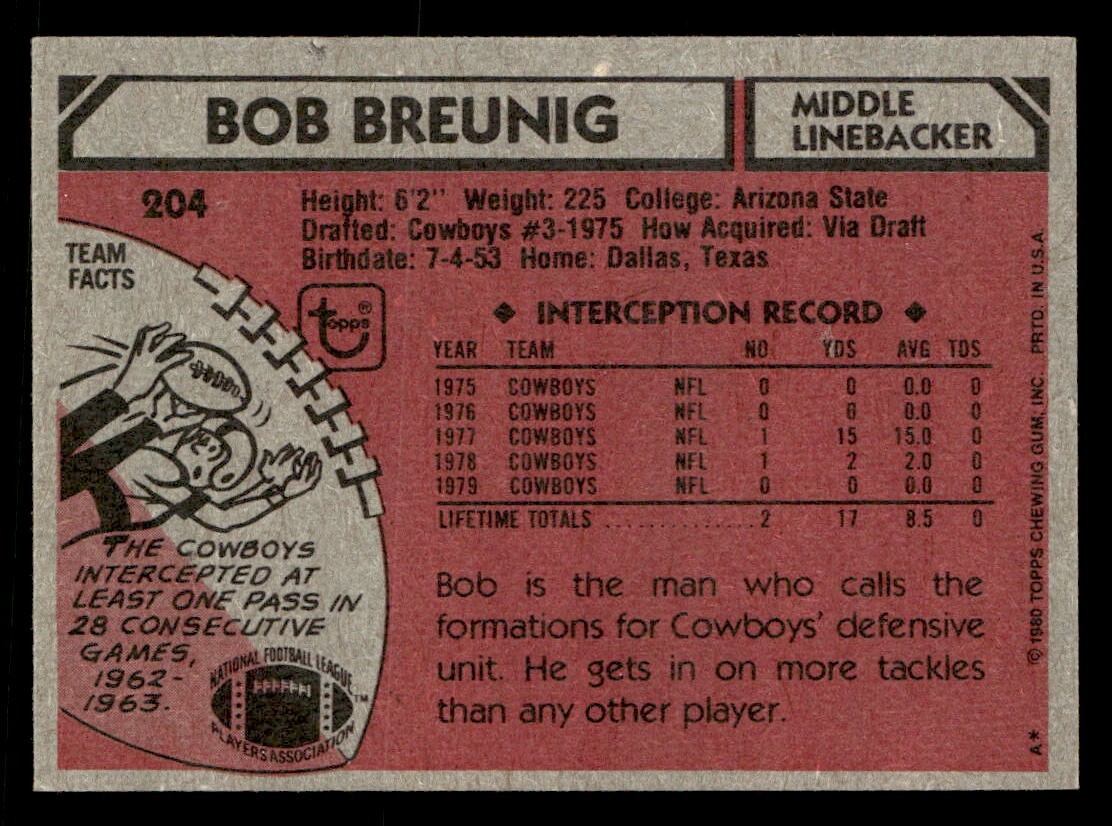 BOB BREUNIG
MIDDLE
LINEBACKER
204
Height: 6'2" Weight: 225 College: Arizona State
Drafted: Cowboys #3-1975 How Acquired: Via Draft
Birthdate: 7-4-53 Home: Dallas, Texas
TEAM
FACTS
topps®
THE COWBOYS
INTERCEPTED AT
LEAST ONE PASS IN
28 CONSECUTIVE
GAMES,
1962-
1963.
NATIONAL FOOTBALL LEAGUE
PLAYERS ASSOCIATION
TM
◆ INTERCEPTION RECORD ◆
YEAR TEAM NO YDS AVG TDS
1975 COWBOYS NFL 0 0 0.0 0
1976 COWBOYS NFL 0 0 0.0 0
1977 COWBOYS NFL 1 15 15.0 0
1978 COWBOYS NFL 1 2 2.0 0
1979 COWBOYS NFL 0 0 0.0 0
LIFETIME TOTALS ............. 2 17 8.5 0
Bob is the man who calls the
formations for Cowboys' defensive
unit. He gets in on more tackles
than any other player.
A* © 1980 TOPPS CHEWING GUM, INC. PRTD. IN U.S.A.